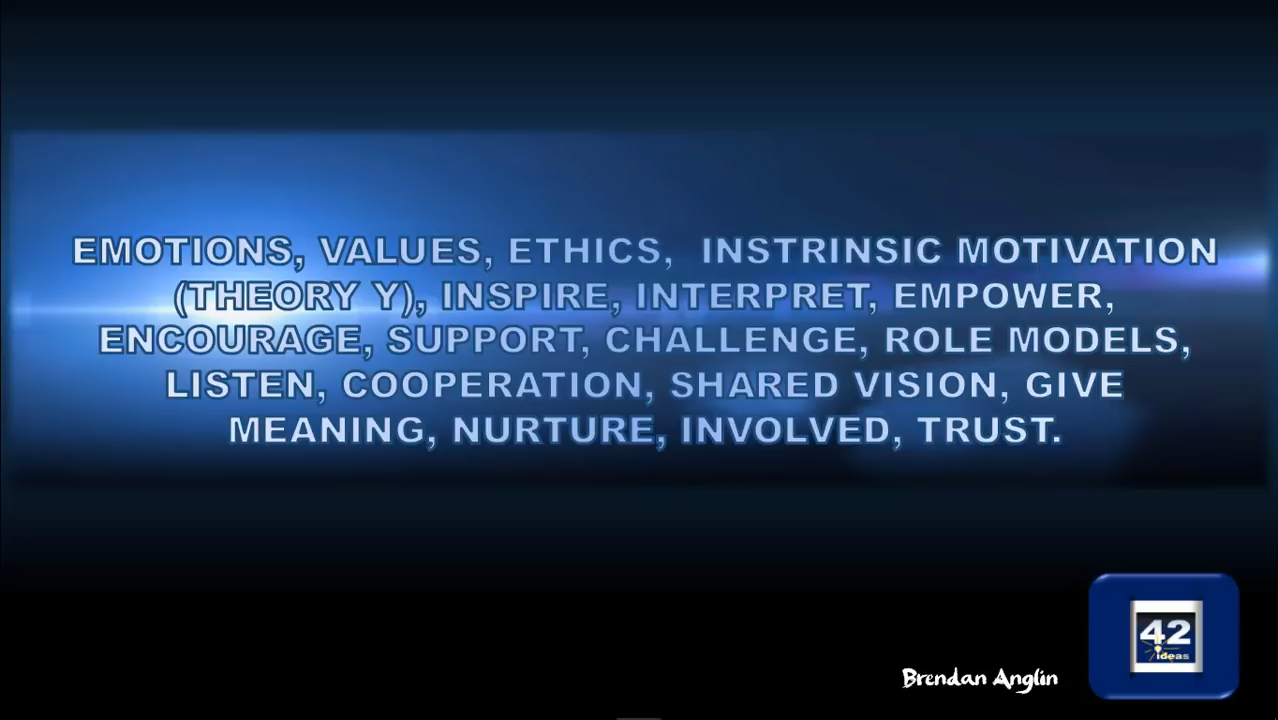 EMOTIONS, VALUES, ETHICS, INSTRINSIC MOTIVATION
(THEORY Y), INSPIRE, INTERPRET, EMPOWER,
ENCOURAGE, SUPPORT, CHALLENGE, ROLE MODELS,
LISTEN, COOPERATION, SHARED VISION, GIVE
MEANING, NURTURE, INVOLVED, TRUST.
42
ideas
Brendan Anglin